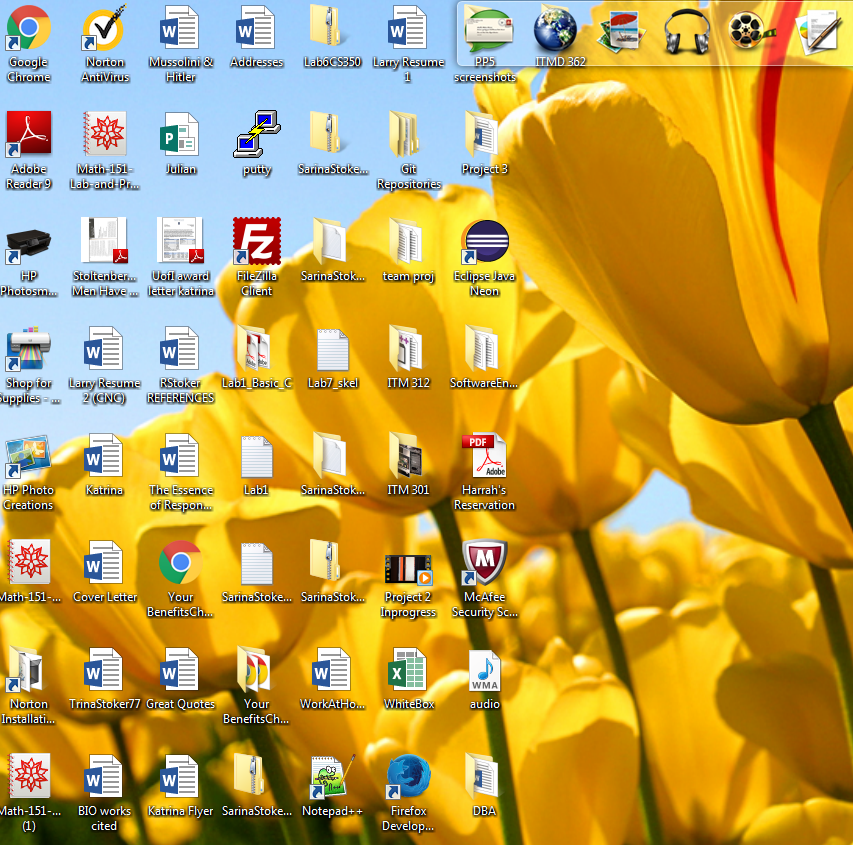 Google
Chrome
Norton
AntiVirus
Mussolini &
Hitler
Addresses
Lab6CS350
Larry Resume
1
PP5
screenshots
ITMD 362
Adobe
Reader 9
Math-151-
Lab-and-Pr...
Julian
putty
SarinaStoke...
Git
Repositories
Project 3
HP
Photosm...
Stoltenber...
Men Have ...
UofI award
letter katrina
FileZilla
Client
SarinaStok...
team proj
Eclipse Java
Neon
Shop for
Supplies - ...
Larry Resume
2 (CNC)
RStoker
REFERENCES
Lab1_Basic_C
Lab7_skel
ITM 312
SoftwareEn...
HP Photo
Creations
Katrina
The Essence
of Respon...
Lab1
SarinaStok...
ITM 301
PDF
Adobe
Harrah's
Reservation
Math-151-...
Cover Letter
Your
BenefitsCh...
SarinaStoke...
SarinaStok...
Project 2
Inprogress
McAfee
Security Sc...
Norton
Installati...
TrinaStoker77
Great Quotes
Your
BenefitsCh...
WorkAtHo...
WhiteBox
WMA
audio
Math-151-...
(1)
BIO works
cited
Katrina Flyer
SarinaStoke...
Notepad++
Firefox
Develop...
DBA